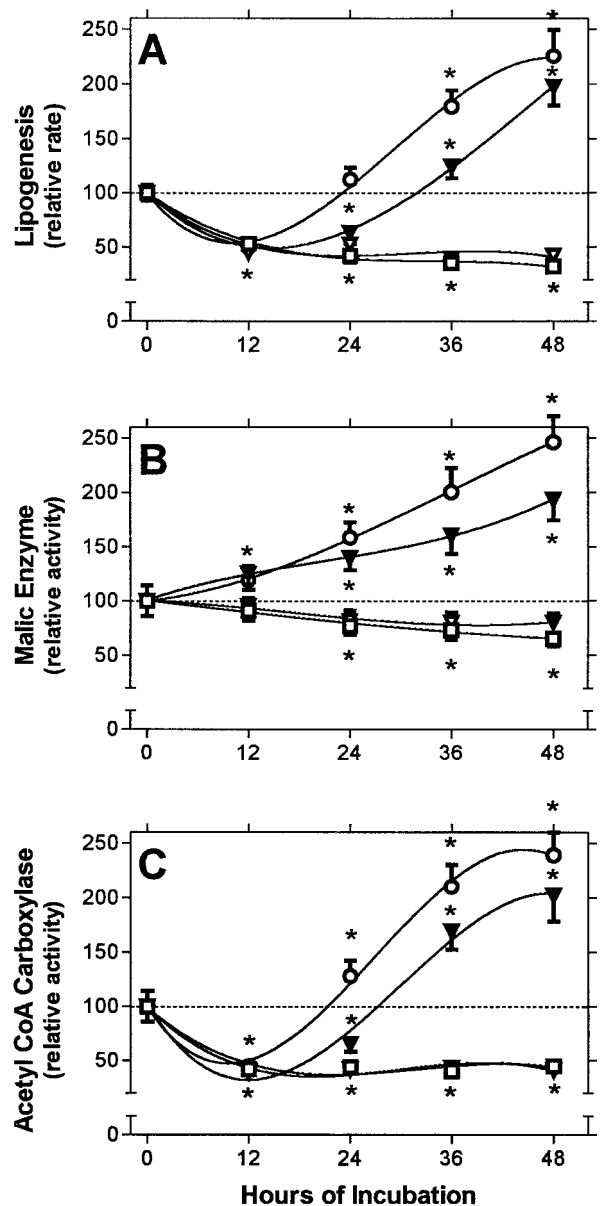 A
Lipogenesis
(relative rate)
250
200
150
100
50
0
0 12 24 36 48
* * * * * * * * * *
B
Malic Enzyme
(relative activity)
250
200
150
100
50
0
0 12 24 36 48
* * * * * * * * * *
C
Acetyl CoA Carboxylase
(relative activity)
250
200
150
100
50
0
0 12 24 36 48
* * * * * * * * * * *
Hours of Incubation